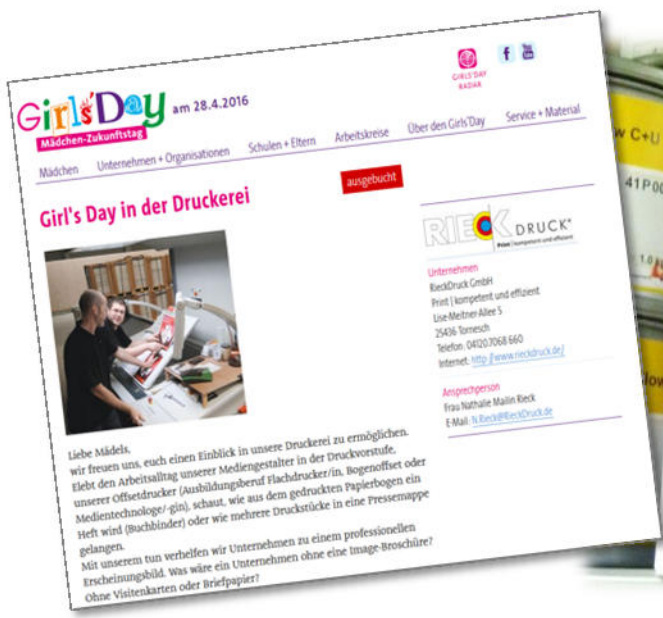 Girls'Day am 28.4.2016
Mädchen-Zukunftstag
GIRLS'DAY
RADAR
f You
Mädchen Unternehmen + Organisationen Schulen + Eltern Arbeitskreise Über den Girls'Day Service + Material
Girl's Day in der Druckerei
ausgebucht
RIECK DRUCK®
Print | kompetent und effizient
Unternehmen
RieckDruck GmbH
Print | kompetent und effizient
Lise-Meitner-Allee 5
25436 Tornesch
Telefon: 04120.7068 660
Internet: http://www.rieckdruck.de/
Ansprechperson
Frau Nathalie Mailin Rieck
E-Mail: N.Rieck@RieckDruck.de
Liebe Mädels,
wir freuen uns, euch einen Einblick in unsere Druckerei zu ermöglichen.
Elebt den Arbeitsalltag unserer Mediengestalter in der Druckvorstufe,
unserer Offsetdrucker (Ausbildungsberuf Flachdrucker/in, Bogenoffset oder
Medientechnologe/-gin), schaut, wie aus dem gedruckten Papierbogen ein
Heft wird (Buchbinder) oder wie mehrere Druckstücke in eine Pressemappe
gelangen.
Mit unserem tun verhelfen wir Unternehmen zu einem professionellen
Erscheinungsbild. Was wäre ein Unternehmen ohne eine Image-Broschüre?
Ohne Visitenkarten oder Briefpapier?
C+U
41P00